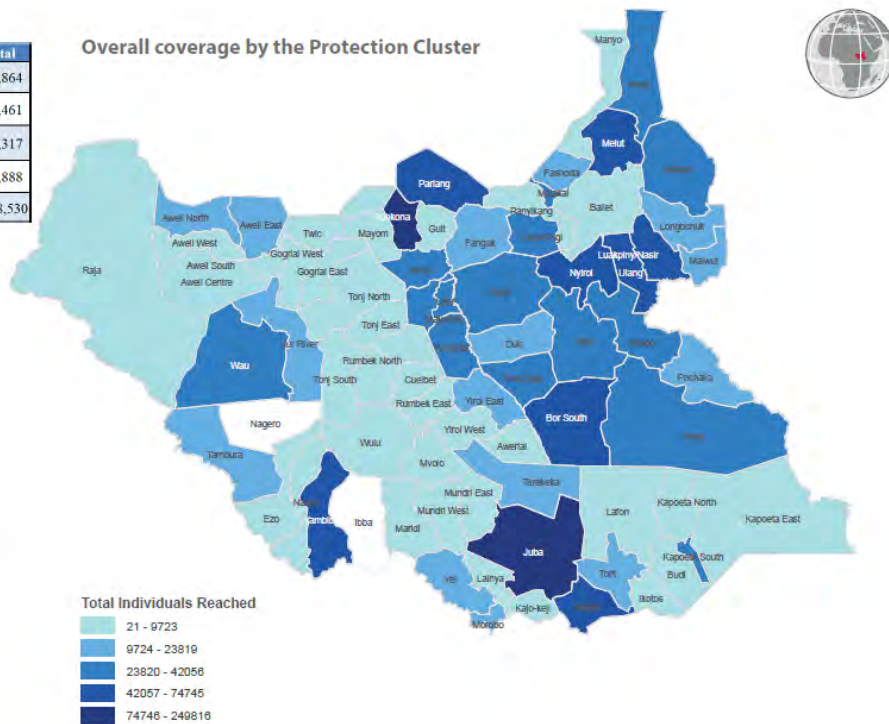 tal
,864
,461
,317
,888
8,530
Overall coverage by the Protection Cluster
Manyo
Melut
Fashoda
Pariang
Panyikang
Baliet
Longochuk
Maiwut
Guit
Mayom
Twic
Fangak
Luakpiny/Nasir
Ulang
Nyirol
Aweil North
Aweil East
Aweil West
Aweil South
Aweil Centre
Gogrial West
Gogrial East
Raja
Tonj North
Tonj East
Tonj South
Wau
Rumbek North
Cueibet
Rumbek East
Duk
Pochalla
Yirol East
Yirol West
Awerial
Bor South
Nagero
Tambura
Wulu
Mvolo
Terekeka
Mundri East
Mundri West
Maridi
Ibba
Ezo
Lafon
Kapoeta North
Kapoeta East
Kapoeta South
Budi
Ikotos
Juba
Yei
Lainya
Kajo-keji
Morobo
Total Individuals Reached
21 - 9723
9724 - 23819
23820 - 42056
42057 - 74745
74746 - 249816